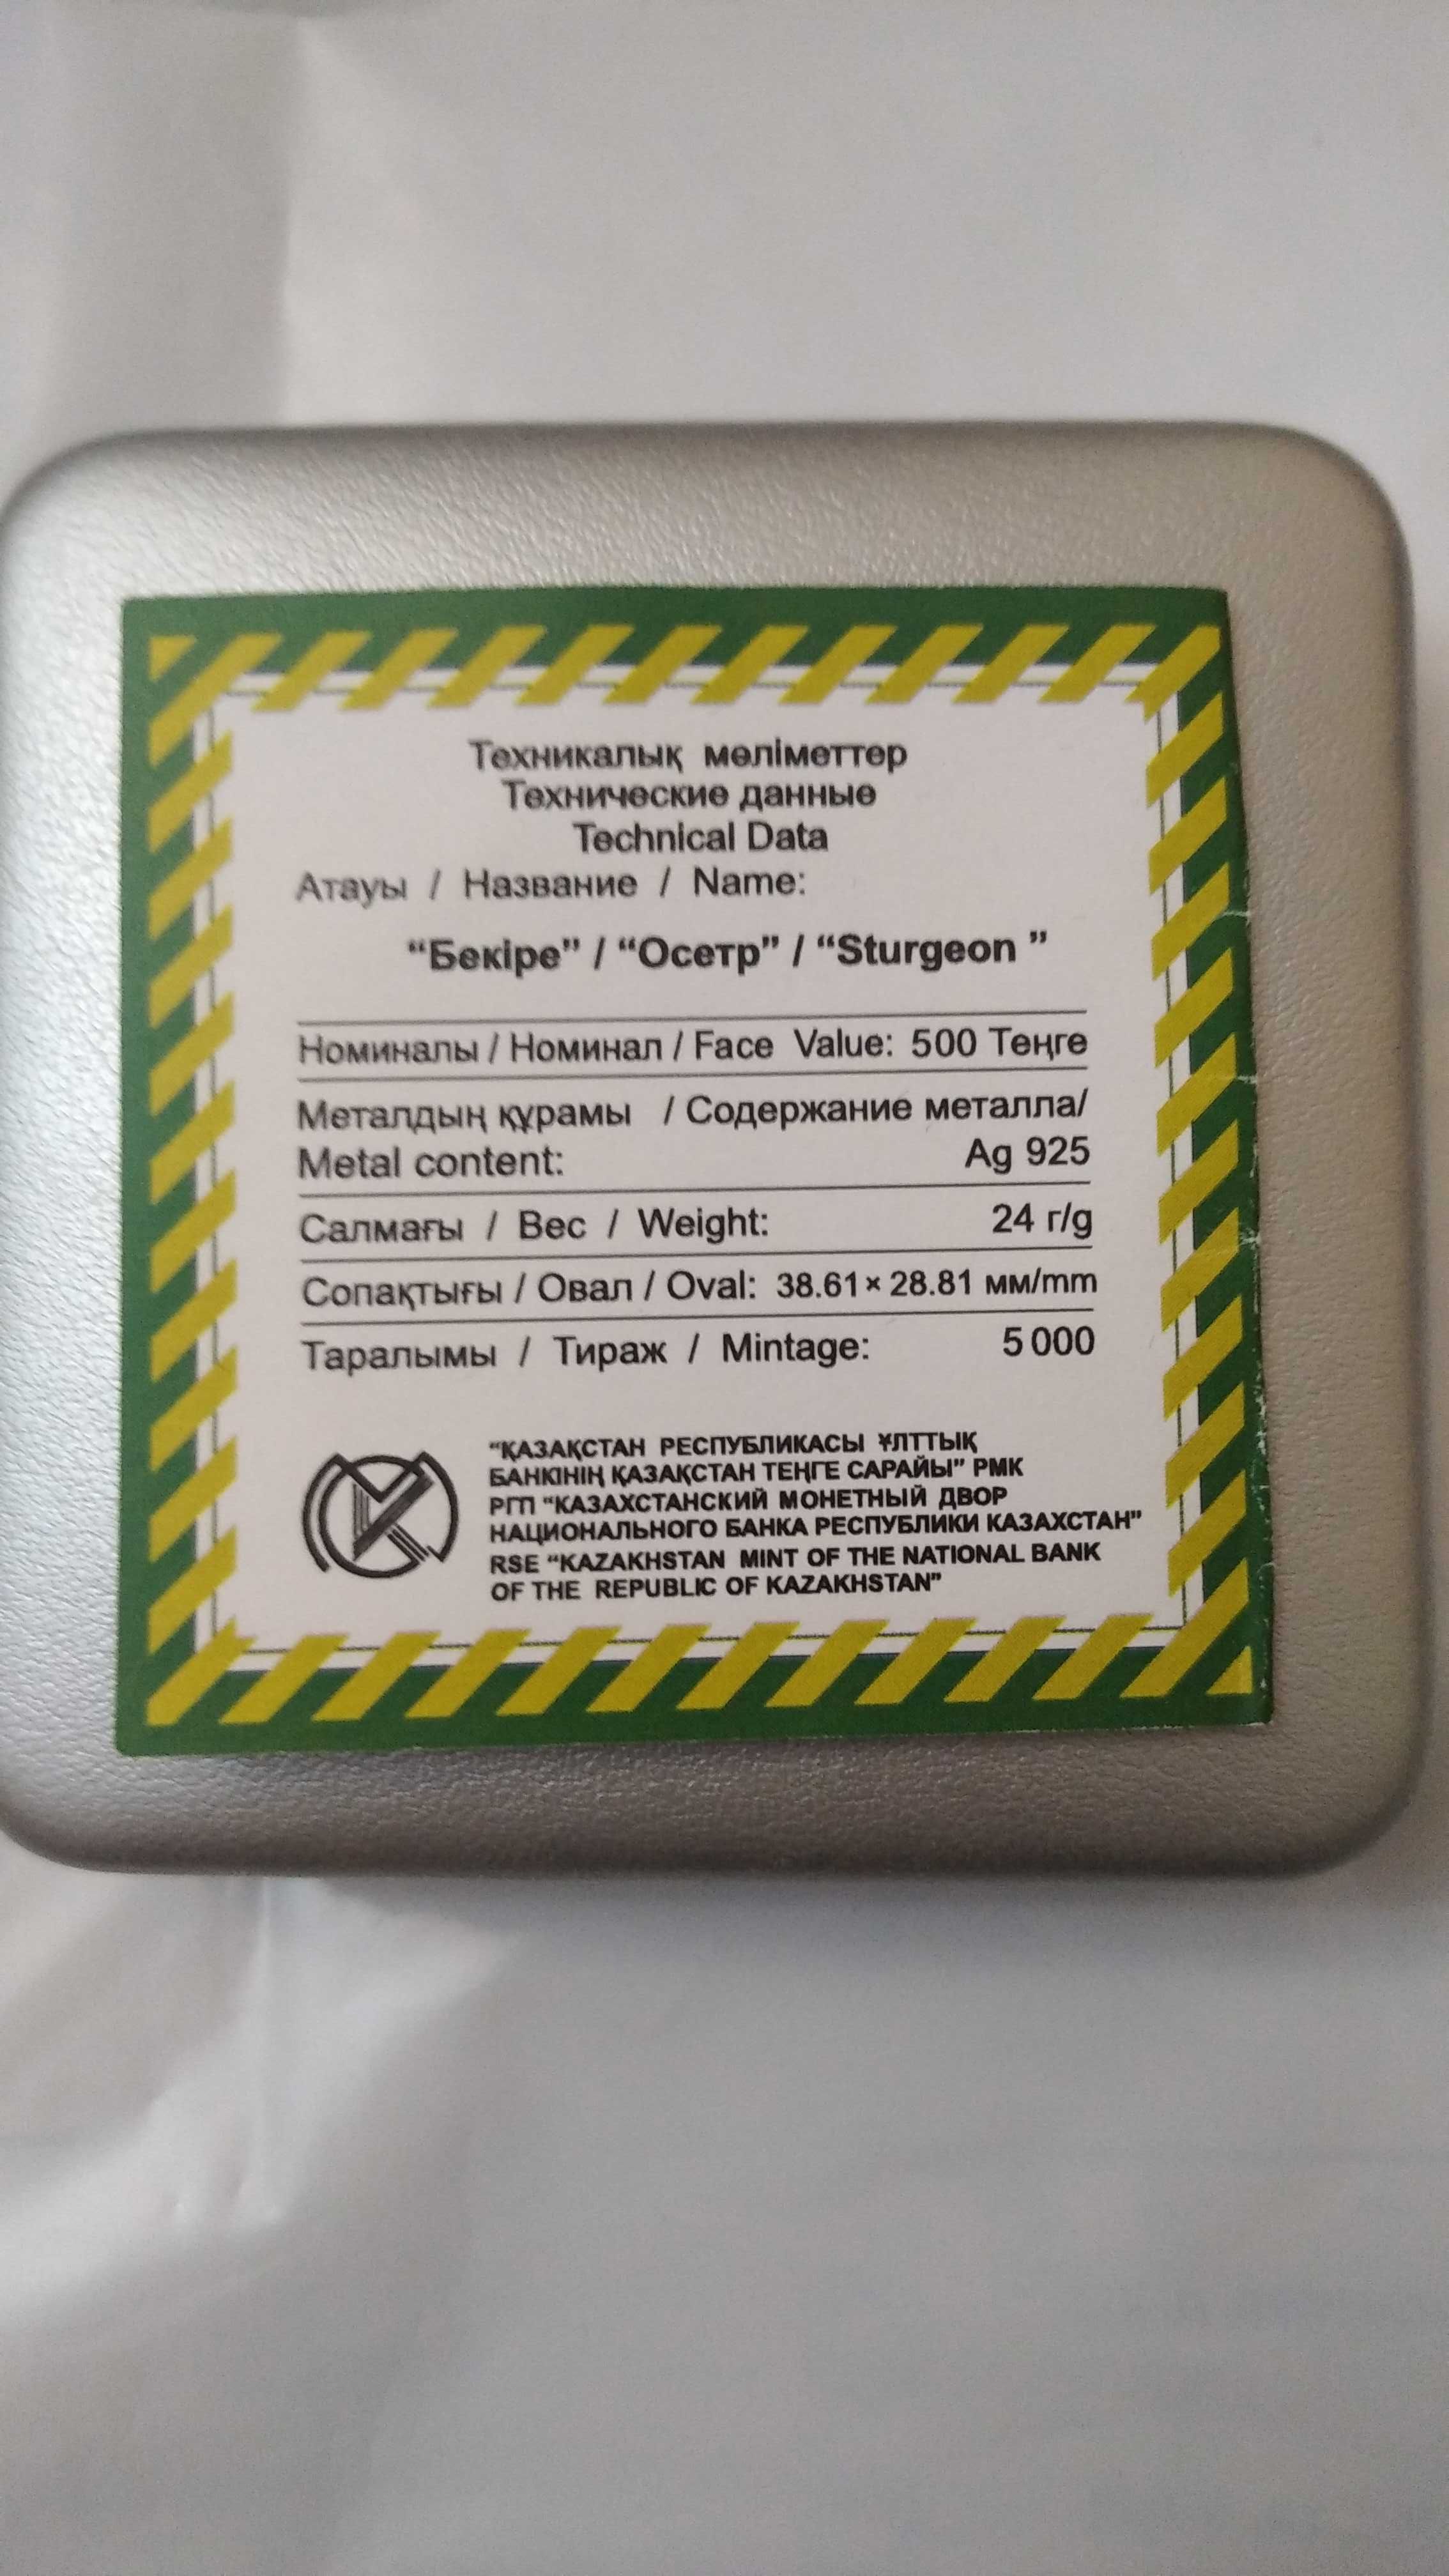 Техникалық мәліметтер
Технические данные
Technical Data
Атауы / Название / Name:
“Бекіре” / “Осетр” / “Sturgeon ”
Номиналы / Номинал / Face Value: 500 Теңге
Металдың құрамы / Содержание металла/
Metal content: Ag 925
Салмағы / Вес / Weight: 24 г/g
Сопақтығы / Овал / Oval: 38.61× 28.81 мм/mm
Таралымы / Тираж / Mintage: 5 000
“ҚАЗАҚСТАН РЕСПУБЛИКАСЫ ҰЛТТЫҚ
БАНКІНІҢ ҚАЗАҚСТАН ТЕҢГЕ САРАЙЫ” РМК
РГП “КАЗАХСТАНСКИЙ МОНЕТНЫЙ ДВОР
НАЦИОНАЛЬНОГО БАНКА РЕСПУБЛИКИ КАЗАХСТАН”
RSE “KAZAKHSTAN MINT OF THE NATIONAL BANK
OF THE REPUBLIC OF KAZAKHSTAN”